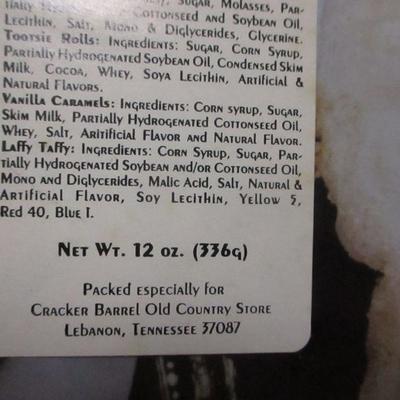 Sugar, Molasses, Par-
tially Hy Cottonseed and Soybean Oil,
Lecithin, Salt, Mono & Diglycerides, Glycerine.
Tootsie Rolls: Ingredients: Sugar, Corn Syrup,
Partially Hydrogenated Soybean Oil, Condensed Skim
Milk, Cocoa, Whey, Soya Lecithin, Artificial &
Natural Flavors.
Vanilla Caramels: Ingredients: Corn syrup, Sugar,
Skim Milk, Partially Hydrogenated Cottonseed Oil,
Whey, Salt, Aritificial Flavor and Natural Flavor.
Laffy Taffy: Ingredients: Corn Syrup, Sugar, Par-
tially Hydrogenated Soybean and/or Cottonseed Oil,
Mono and Diglycerides, Malic Acid, Salt, Natural &
Artificial Flavor, Soy Lecithin, Yellow 5,
Red 40, Blue 1.
Net Wt. 12 oz. (336g)
Packed especially for
Cracker Barrel Old Country Store
Lebanon, Tennessee 37087